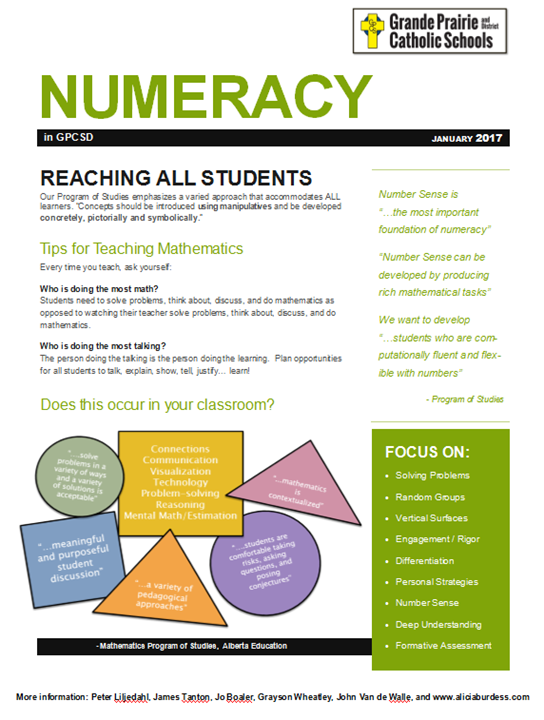 Grande Prairie and District
Catholic Schools
NUMERACY
in GPCSD
JANUARY 2017
REACHING ALL STUDENTS
Our Program of Studies emphasizes a varied approach that accommodates ALL
learners. "Concepts should be introduced using manipulatives and be developed
concretely, pictorially and symbolically."
Tips for Teaching Mathematics
Every time you teach, ask yourself:
Who is doing the most math?
Students need to solve problems, think about, discuss, and do mathematics as
opposed to watching their teacher solve problems, think about, discuss, and do
mathematics.
Who is doing the most talking?
The person doing the talking is the person doing the learning. Plan opportunities
for all students to talk, explain, show, tell, justify… learn!
Does this occur in your classroom?
"…solve
problems in a
variety of ways
and a variety
of solutions is
acceptable"
Connections
Communication
Visualization
Technology
Problem-solving
Reasoning
Mental Math/Estimation
"…mathematics
is
contextualized"
"…meaningful
and purposeful
student
discussion"
"…a variety of
pedagogical
approaches"
"…students are
comfortable taking
risks, asking
questions, and
posing
conjectures"
-Mathematics Program of Studies, Alberta Education
Number Sense is
"…the most important
foundation of numeracy"
"Number Sense can be
developed by producing
rich mathematical tasks"
We want to develop
"…students who are com-
putationally fluent and flex-
ible with numbers"
- Program of Studies
FOCUS ON:
• Solving Problems
• Random Groups
• Vertical Surfaces
• Engagement / Rigor
• Differentiation
• Personal Strategies
• Number Sense
• Deep Understanding
• Formative Assessment
More information: Peter Liljedahl, James Tanton, Jo Boaler, Grayson Wheatley, John Van de Walle, and www.aliciaburdess.com